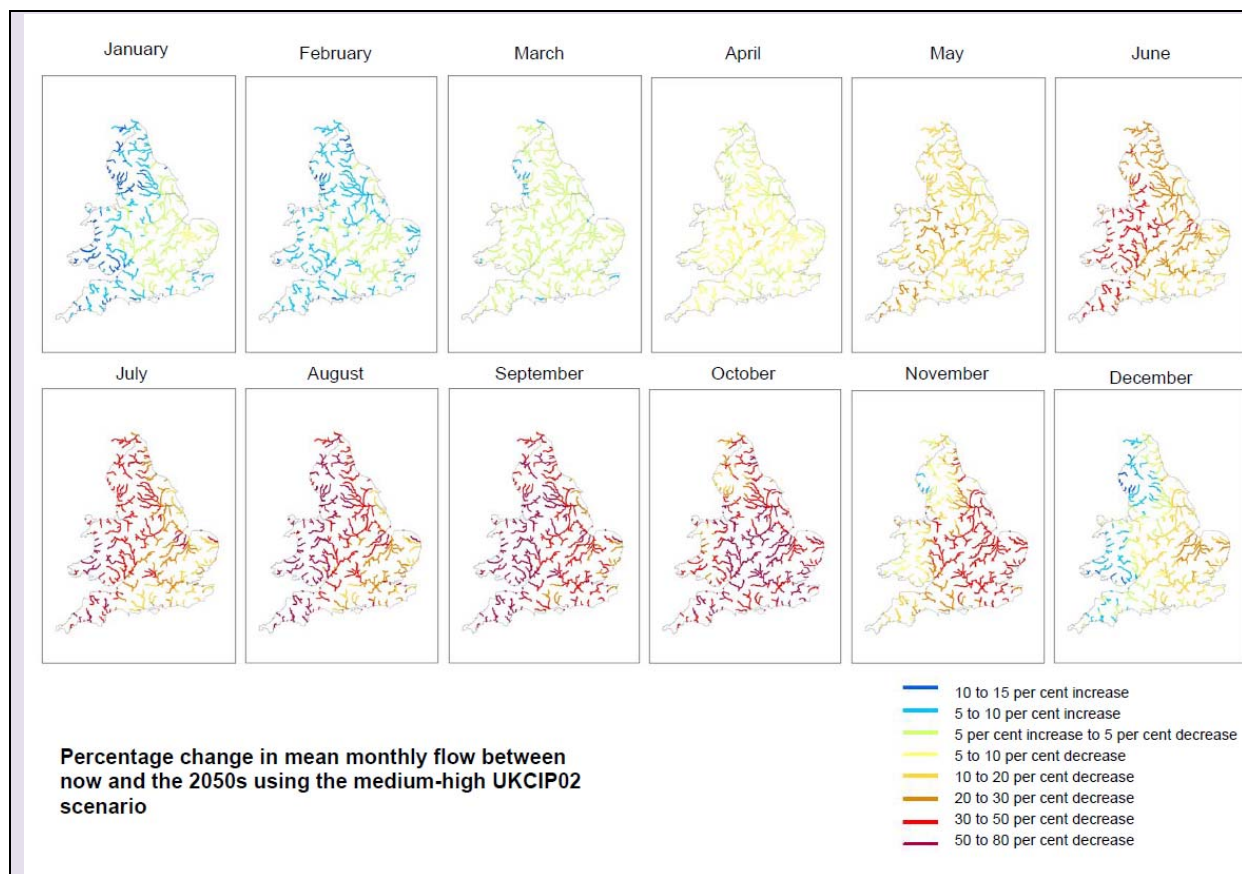 January
February
March
April
May
June
July
August
September
October
November
December
10 to 15 per cent increase
5 to 10 per cent increase
5 per cent increase to 5 per cent decrease
5 to 10 per cent decrease
10 to 20 per cent decrease
20 to 30 per cent decrease
30 to 50 per cent decrease
50 to 80 per cent decrease
Percentage change in mean monthly flow between
now and the 2050s using the medium-high UKCIP02
scenario